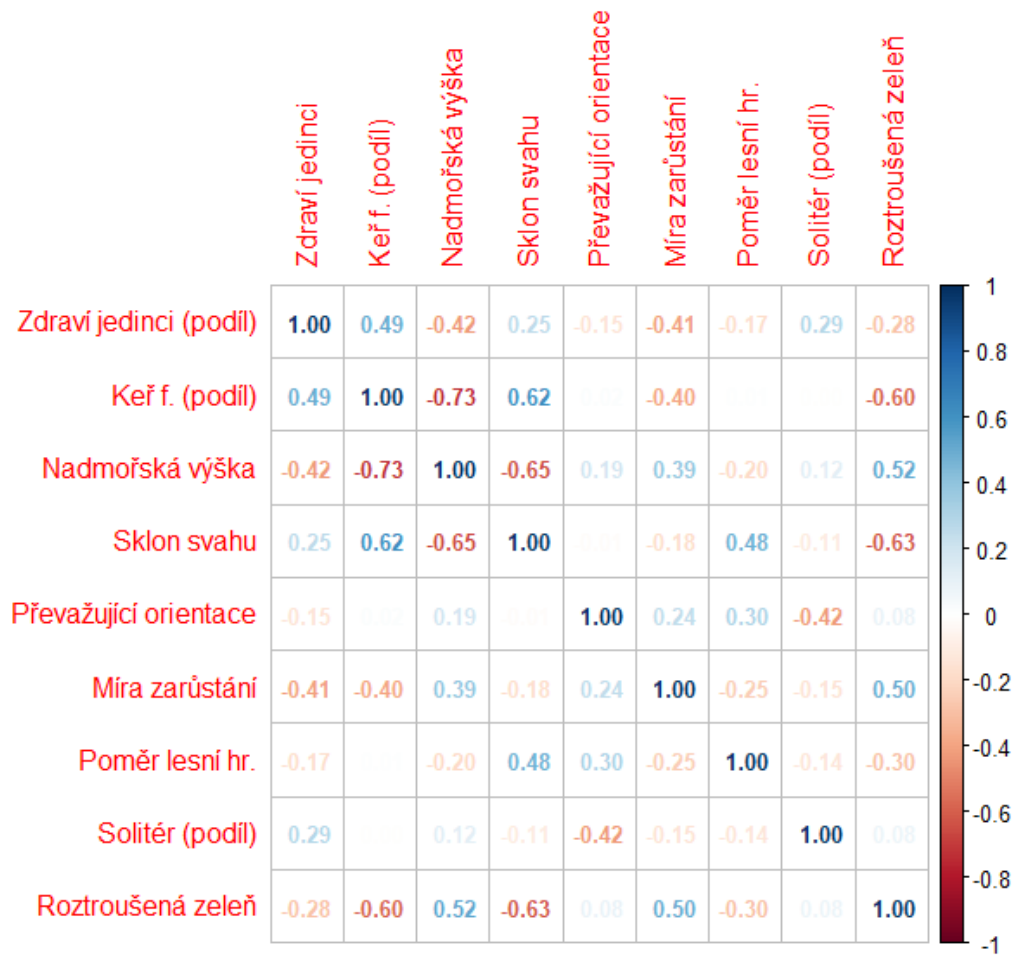 Zdraví jedinci
Keř f. (podíl)
Nadmořská výška
Sklon svahu
Převažující orientace
Míra zarůstání
Poměr lesní hr.
Solitér (podíl)
Roztroušená zeleň
Zdraví jedinci (podíl) 1.00 0.49 -0.42 0.25 -0.15 -0.41 -0.17 0.29 -0.28
Keř f. (podíl) 0.49 1.00 -0.73 0.62 -0.40 -0.60
Nadmořská výška -0.42 -0.73 1.00 -0.65 0.19 0.39 -0.20 0.12 0.52
Sklon svahu 0.25 0.62 -0.65 1.00 0.01 -0.18 0.48 -0.11 -0.63
Převažující orientace -0.15 0.19 0.01 1.00 0.24 0.30 -0.42 0.08
Míra zarůstání -0.41 -0.40 0.39 -0.18 0.24 1.00 -0.25 -0.15 0.50
Poměr lesní hr. -0.17 -0.20 0.48 0.30 -0.25 1.00 -0.14 -0.30
Solitér (podíl) 0.29 0.12 -0.11 -0.42 -0.15 -0.14 1.00 0.08
Roztroušená zeleň -0.28 -0.60 0.52 -0.63 0.08 0.50 -0.30 0.08 1.00
1
0.8
0.6
0.4
0.2
0
-0.2
-0.4
-0.6
-0.8
-1